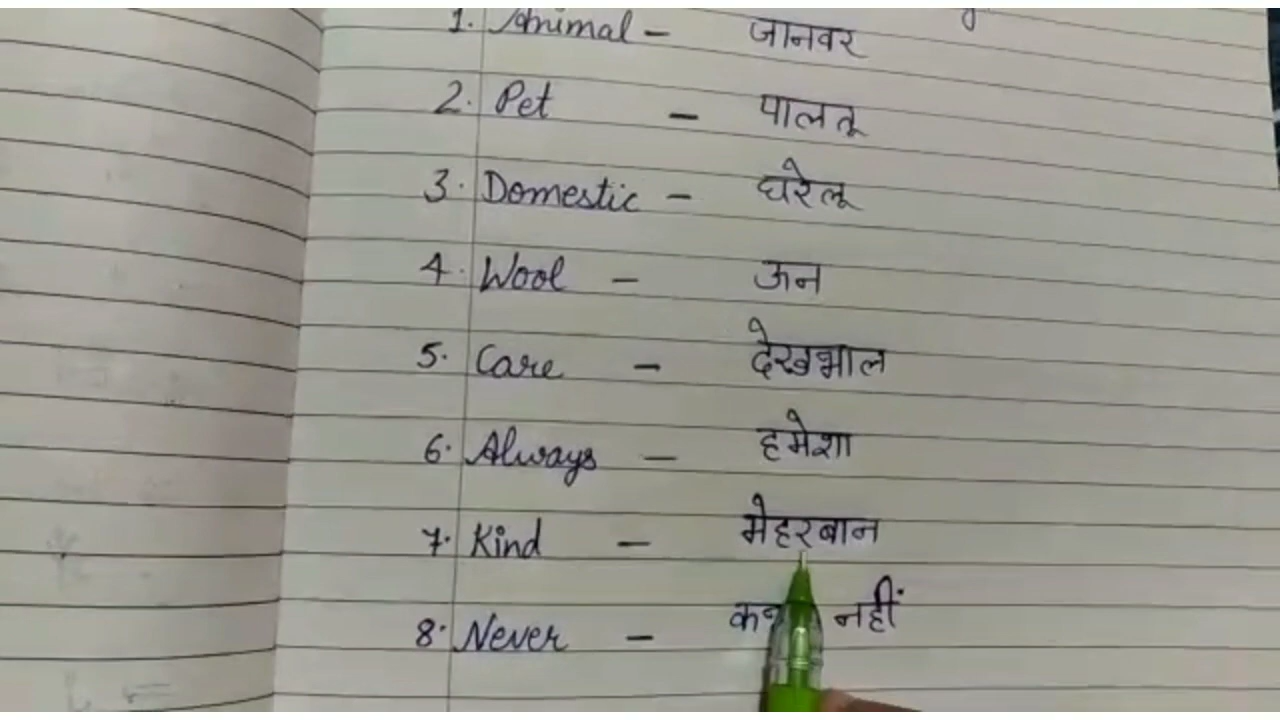 1. Animal - जानवर
2. Pet - पालतू
3. Domestic - घरेलू
4. Wool - ऊन
5. Care - देखभाल
6. Always - हमेशा
7. Kind - मेहरबान
8. Never - नहीं